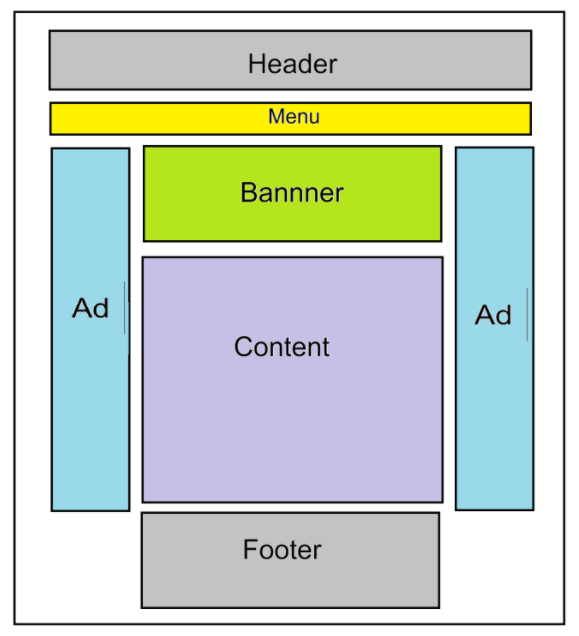 Header
Menu
Bannner
Ad
Content
Ad
Footer